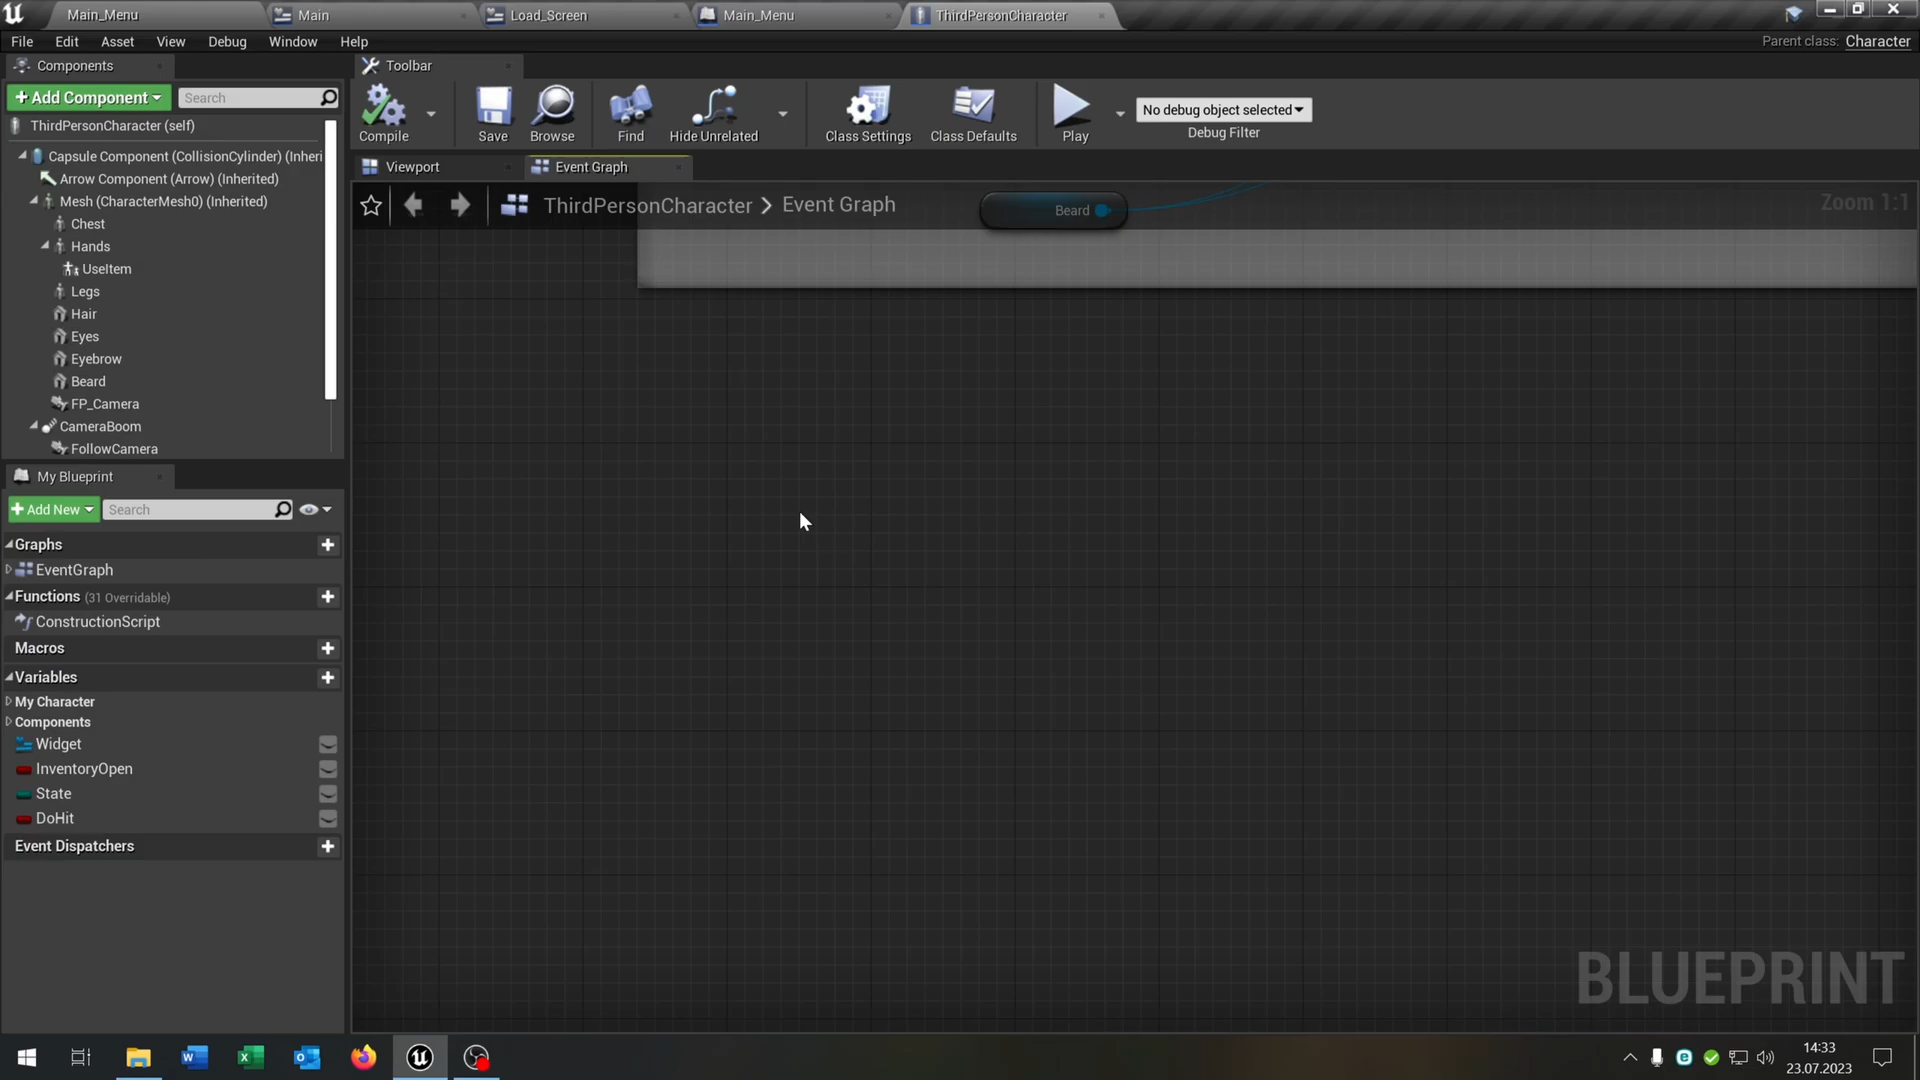 Main_Menu
Main
Load_Screen
Main_Menu
ThirdPersonCharacter
File Edit Asset View Debug Window Help
Parent class: Character
Components
Toolbar
Add Component
Search
ThirdPersonCharacter (self)
Capsule Component (CollisionCylinder) (Inheri
Arrow Component (Arrow) (Inherited)
Mesh (CharacterMesh0) (Inherited)
Chest
Hands
UseItem
Legs
Hair
Eyes
Eyebrow
Beard
FP_Camera
CameraBoom
FollowCamera
Compile
Save
Browse
Find
Hide Unrelated
Class Settings
Class Defaults
Play
No debug object selected
Debug Filter
Viewport
Event Graph
ThirdPersonCharacter > Event Graph
Beard
Zoom 1:1
My Blueprint
Add New
Search
Graphs
EventGraph
Functions (31 Overridable)
ConstructionScript
Macros
Variables
My Character
Components
Widget
InventoryOpen
State
DoHit
Event Dispatchers
BLUEPRINT
14:33
23.07.2023